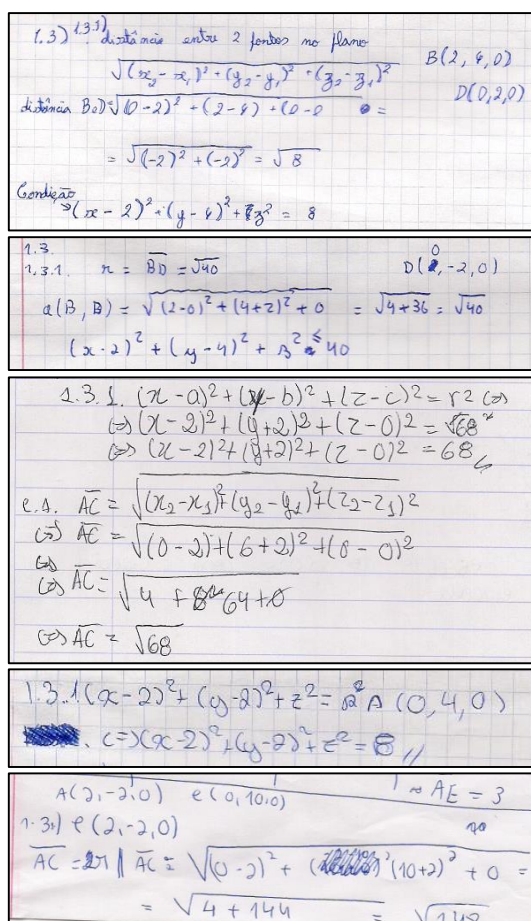 1.3) 1.3.1) distância entre 2 pontos no plano
√(x₂-x₁)² + (y₂-y₁)² + (z₂-z₁)² B(2, 4, 0)
distância BD=√(0-2)² + (2-4) + (0-0 = D(0,2,0)
= √(-2)² + (-2)² = √8
Condição
→ (x-2)² + (y-4)² + z² = 8
1.3.
1.3.1. r = BD = √40 D(0, -2, 0)
d(B, D) = √(2-0)² + (4+2)² + 0 = √4+36 = √40
(x-2)² + (y-4)² + z² ≤ 40
1.3.1. (x-a)² + (y-b)² + (z-c)² = r² (=)
(=) (x-2)² + (y+2)² + (z-0)² = √68²
(=) (x-2)² + (y+2)² + (z-0)² = 68
c.A. AC = √(x₂-x₁)² + (y₂-y₁)² + (z₂-z₁)²
(=) AC = √(0-2) + (6+2)² + (0-0)²
(=)
(=) AC = √4 + 64 + 0
(=) AC = √68
1.3.1. (x-2)² + (y-2)² + z² = R² A (0, 4, 0)
(=) (x-2)² + (y-2)² + z² = 8 //
A(2,-2,0) e (0, 10,0) AE = 3
1.3.1) (2,-2,0)
AC = 2r || AC = √(0-2)² + (10+2)² + 0 =
= √4 + 144 = √148